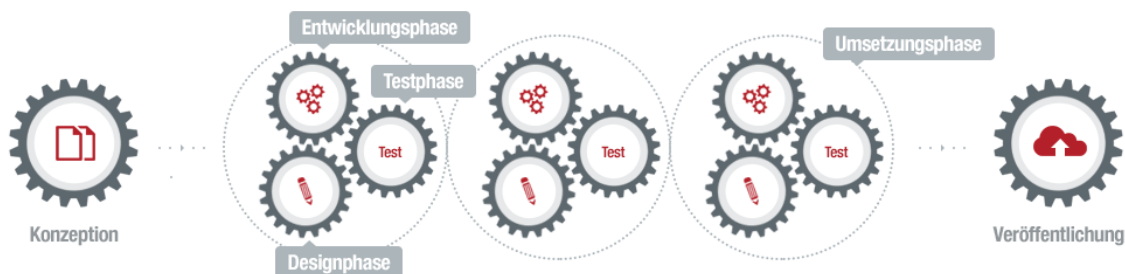 Entwicklungsphase
Umsetzungsphase
Testphase
Test
Test
Test
Konzeption
Veröffentlichung
Designphase